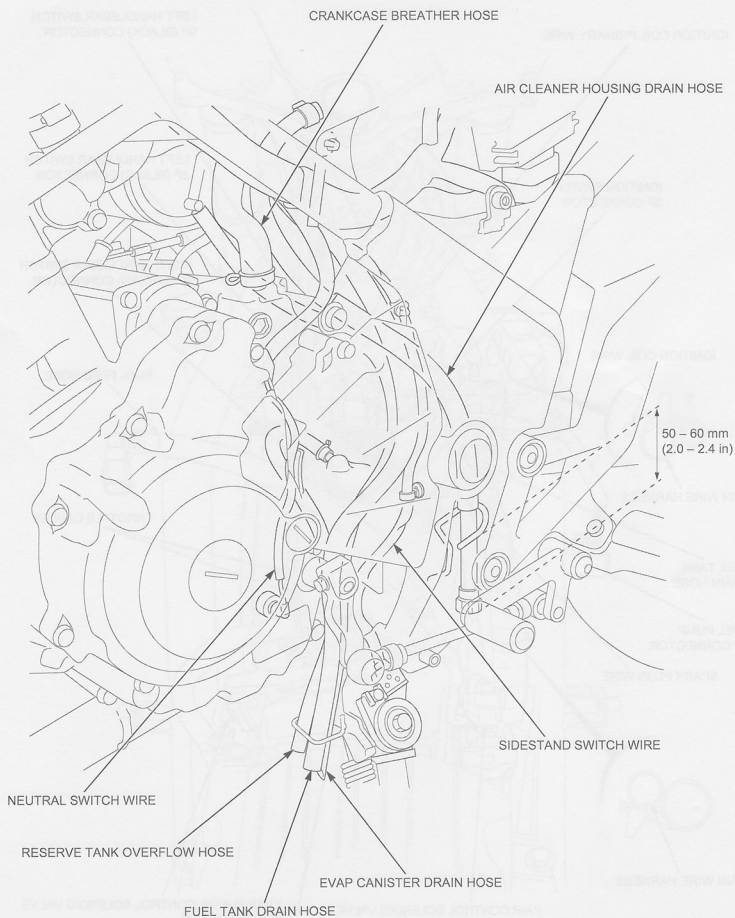 CRANKCASE BREATHER HOSE
AIR CLEANER HOUSING DRAIN HOSE
50 – 60 mm
(2.0 – 2.4 in)
SIDESTAND SWITCH WIRE
NEUTRAL SWITCH WIRE
RESERVE TANK OVERFLOW HOSE
EVAP CANISTER DRAIN HOSE
FUEL TANK DRAIN HOSE